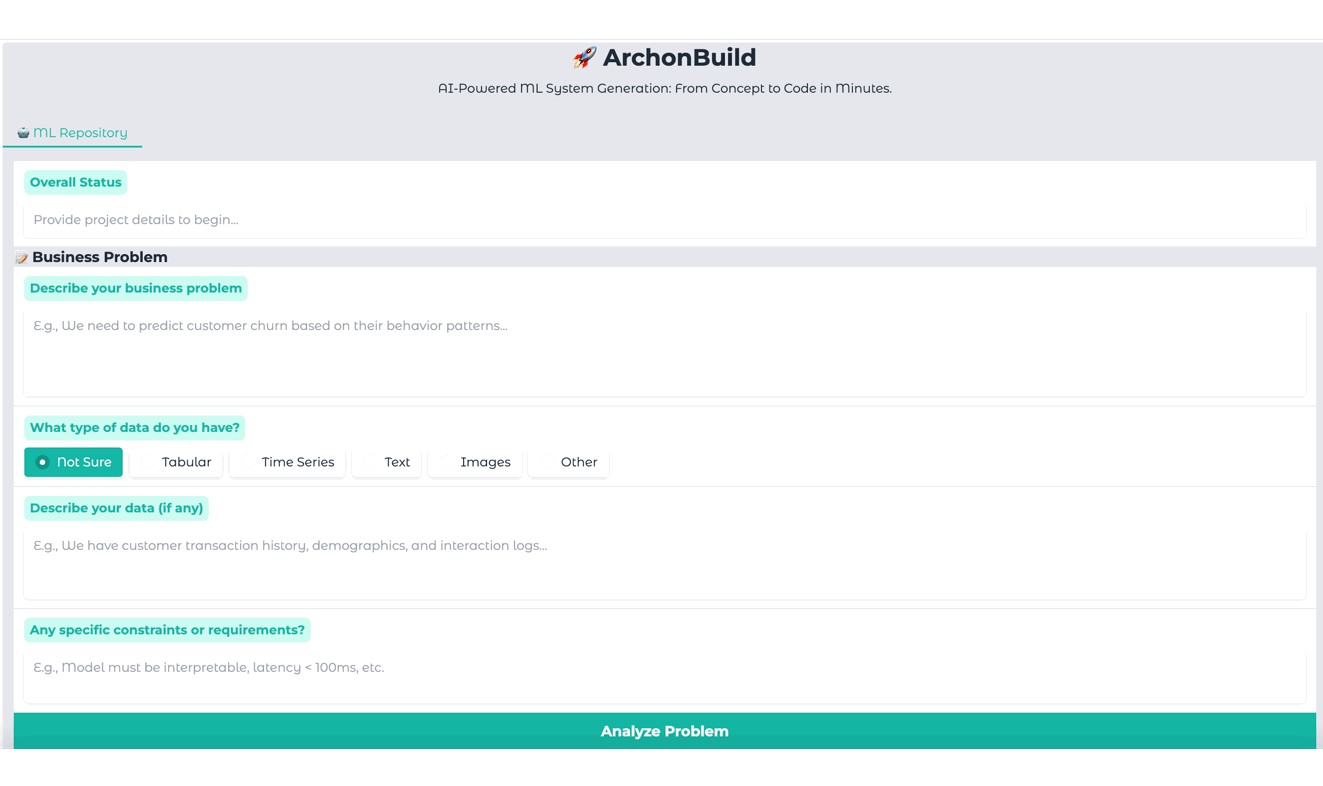 🚀 ArchonBuild
AI-Powered ML System Generation: From Concept to Code in Minutes.
🤖 ML Repository
Overall Status
Provide project details to begin...
📝 Business Problem
Describe your business problem
E.g., We need to predict customer churn based on their behavior patterns...
What type of data do you have?
Not Sure Tabular Time Series Text Images Other
Describe your data (if any)
E.g., We have customer transaction history, demographics, and interaction logs...
Any specific constraints or requirements?
E.g., Model must be interpretable, latency < 100ms, etc.
Analyze Problem